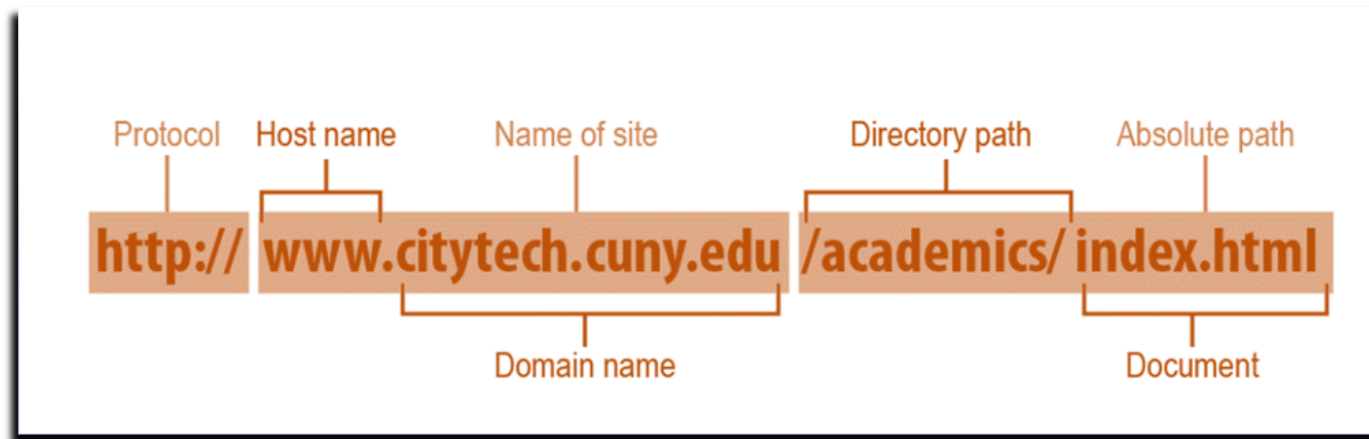 Protocol Host name Name of site Directory path Absolute path
http:// www.citytech.cuny.edu /academics/ index.html
Domain name Document